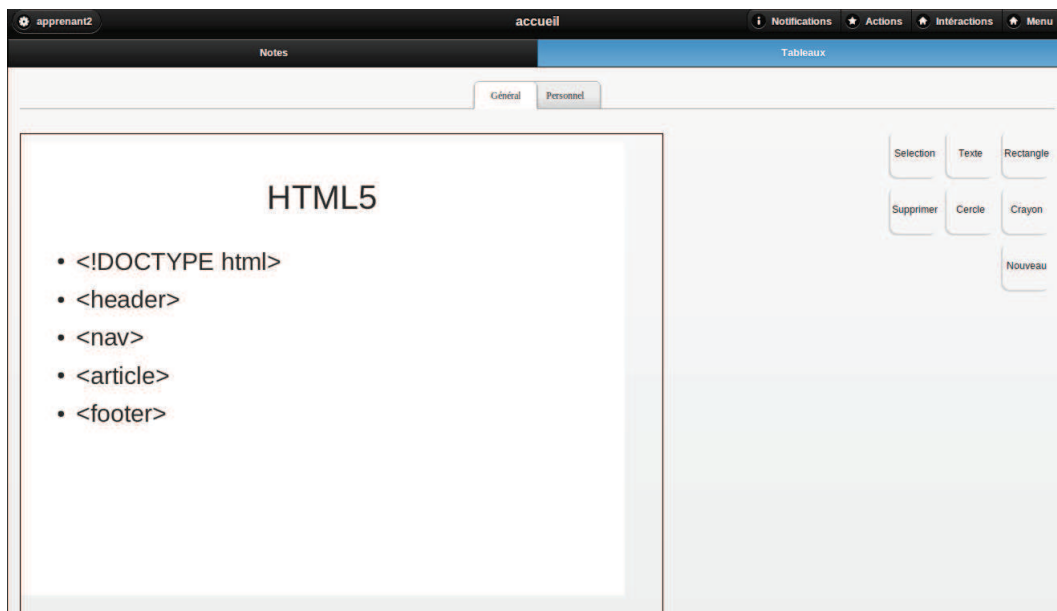 apprenant2 accueil Notifications Actions Intéractions Menu
Notes Tableaux
Général Personnel
Selection Texte Rectangle
HTML5
Supprimer Cercle Crayon
• <!DOCTYPE html>
Nouveau
• <header>
• <nav>
• <article>
• <footer>